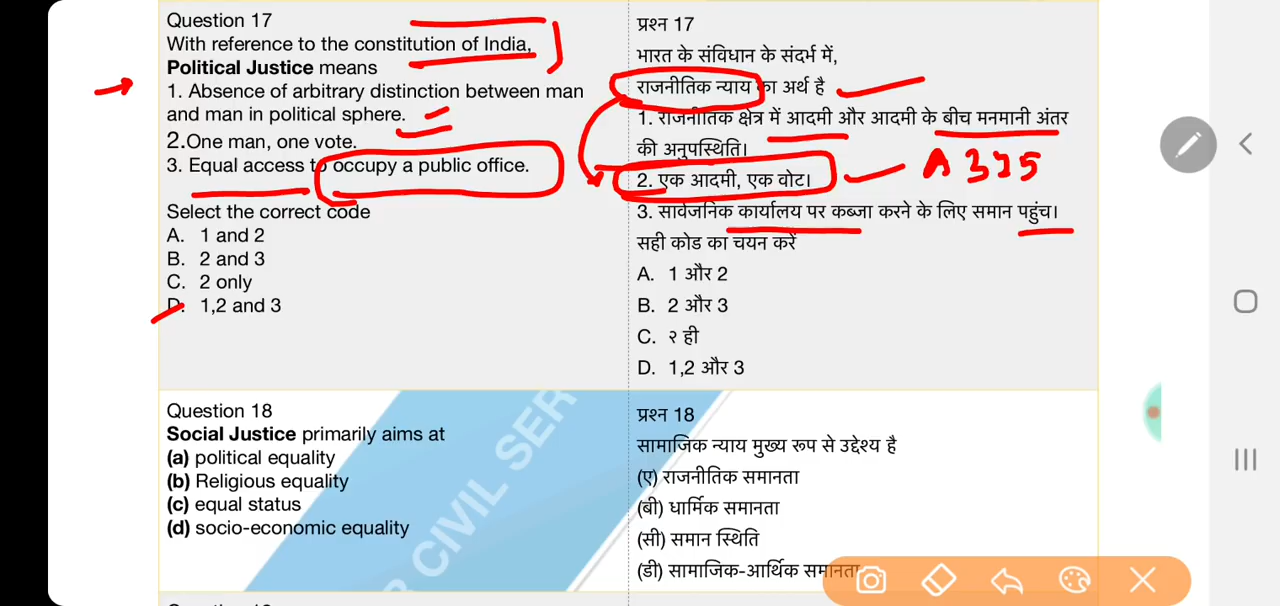 Question 17
With reference to the constitution of India,
Political Justice means
1. Absence of arbitrary distinction between man
and man in political sphere.
2.One man, one vote.
3. Equal access to occupy a public office.
Select the correct code
A. 1 and 2
B. 2 and 3
C. 2 only
D. 1,2 and 3
प्रश्न 17
भारत के संविधान के संदर्भ में,
राजनीतिक न्याय का अर्थ है
1. राजनीतिक क्षेत्र में आदमी और आदमी के बीच मनमानी अंतर
की अनुपस्थिति।
2. एक आदमी, एक वोट।
A 325
3. सार्वजनिक कार्यालय पर कब्जा करने के लिए समान पहुंच।
सही कोड का चयन करें
A. 1 और 2
B. 2 और 3
C. २ ही
D. 1,2 और 3
Question 18
Social Justice primarily aims at
(a) political equality
(b) Religious equality
(c) equal status
(d) socio-economic equality
प्रश्न 18
सामाजिक न्याय मुख्य रूप से उद्देश्य है
(ए) राजनीतिक समानता
(बी) धार्मिक समानता
(सी) समान स्थिति
(डी) सामाजिक-आर्थिक समानता
CIVIL SER